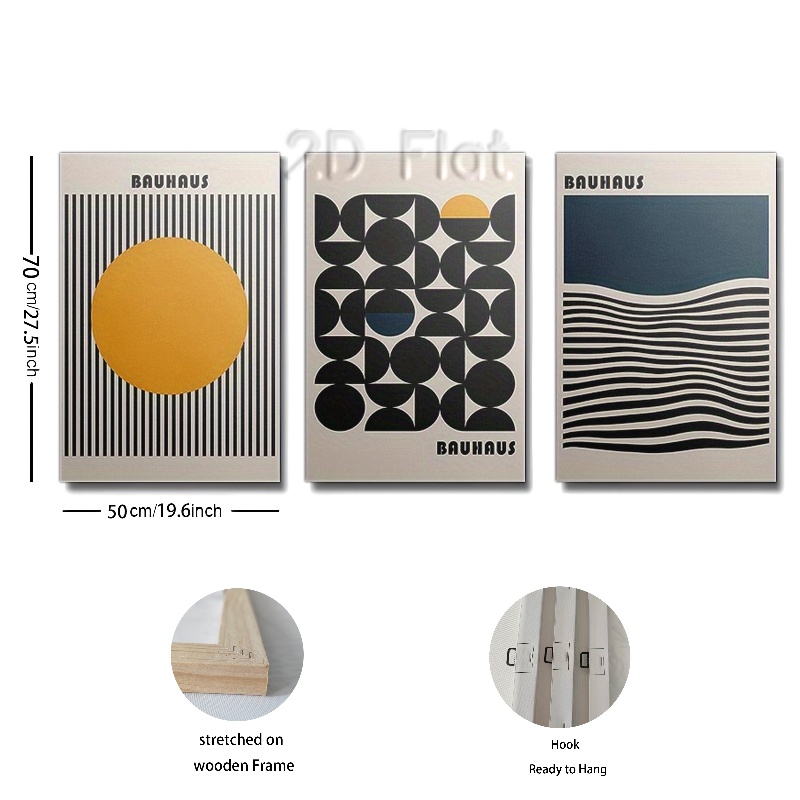 2.D Flat.
BAUHAUS
BAUHAUS
BAUHAUS
70 cm/27.5inch
50cm/19.6inch
stretched on
wooden Frame
Hook
Ready to Hang